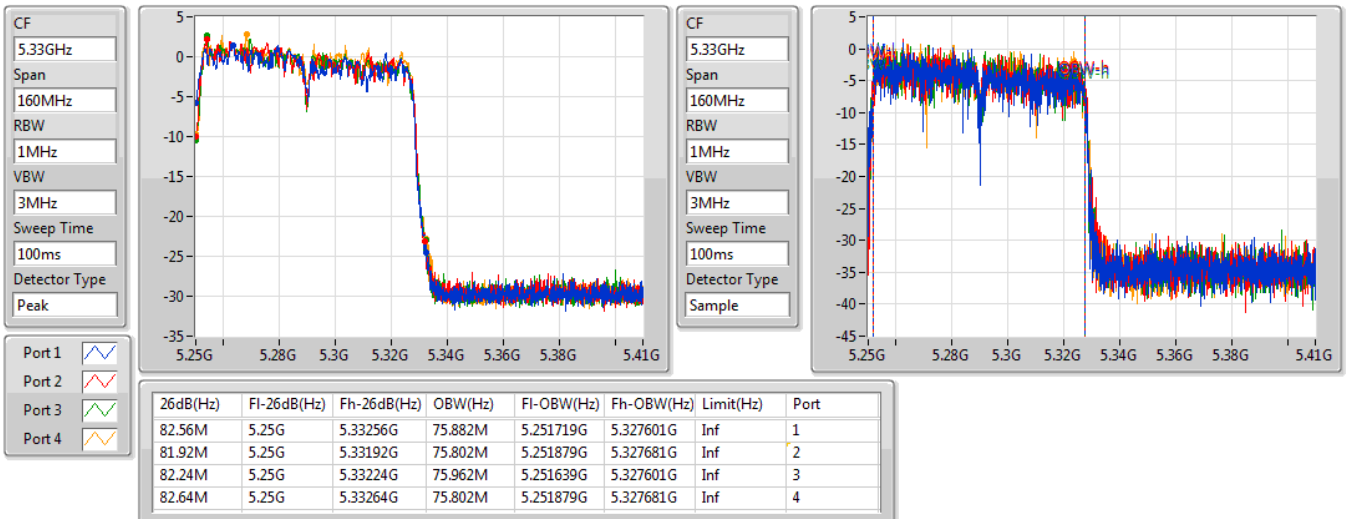 CF
5.33GHz
Span
160MHz
RBW
1MHz
VBW
3MHz
Sweep Time
100ms
Detector Type
Peak
5
0
-5
-10
-15
-20
-25
-30
-35
5.25G 5.28G 5.3G 5.32G 5.34G 5.36G 5.38G 5.41G
CF
5.33GHz
Span
160MHz
RBW
1MHz
VBW
3MHz
Sweep Time
100ms
Detector Type
Sample
5
0
-5
-10
-15
-20
-25
-30
-35
-40
-45
5.25G 5.28G 5.3G 5.32G 5.34G 5.36G 5.38G 5.41G
Port 1
Port 2
Port 3
Port 4
26dB(Hz) Fl-26dB(Hz) Fh-26dB(Hz) OBW(Hz) Fl-OBW(Hz) Fh-OBW(Hz) Limit(Hz) Port
82.56M 5.25G 5.33256G 75.882M 5.251719G 5.327601G Inf 1
81.92M 5.25G 5.33192G 75.802M 5.251879G 5.327681G Inf 2
82.24M 5.25G 5.33224G 75.962M 5.251639G 5.327601G Inf 3
82.64M 5.25G 5.33264G 75.802M 5.251879G 5.327681G Inf 4